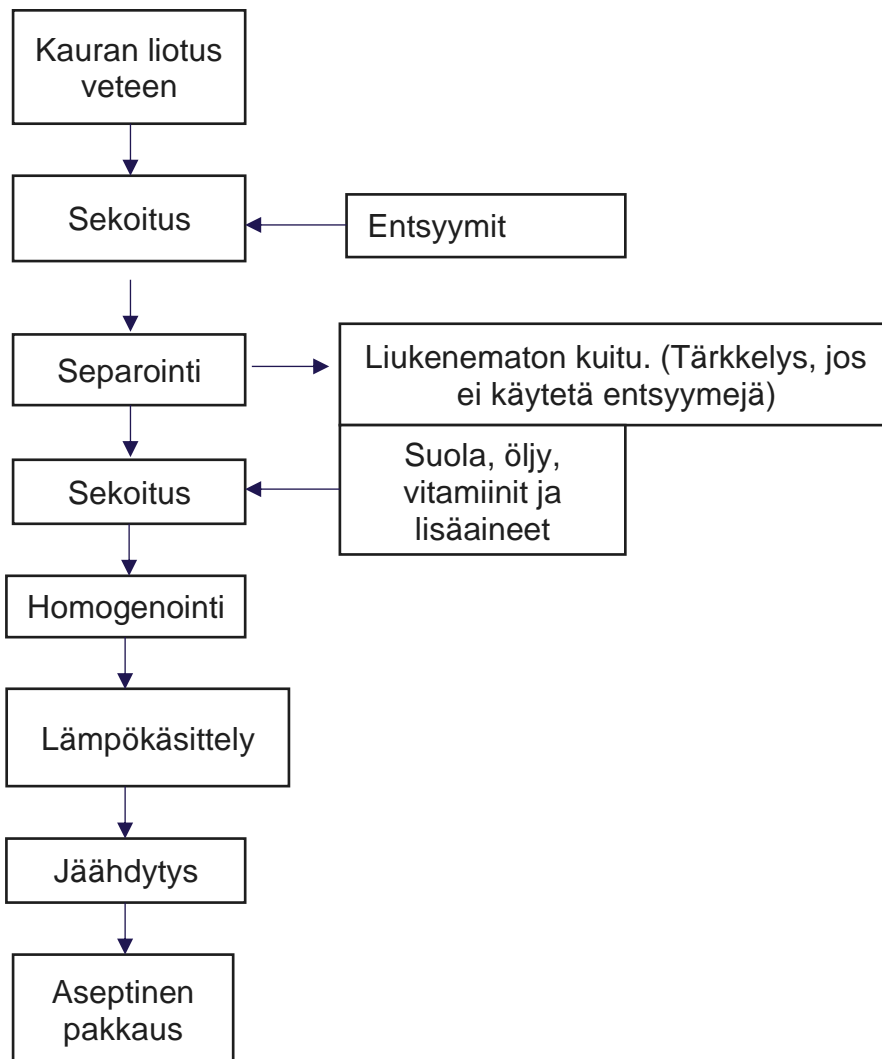 Kauran liotus
veteen
Sekoitus
Entsyymit
Separointi
Liukenematon kuitu. (Tärkkelys, jos
ei käytetä entsyymejä)
Sekoitus
Suola, öljy,
vitamiinit ja
lisäaineet
Homogenointi
Lämpökäsittely
Jäähdytys
Aseptinen
pakkaus